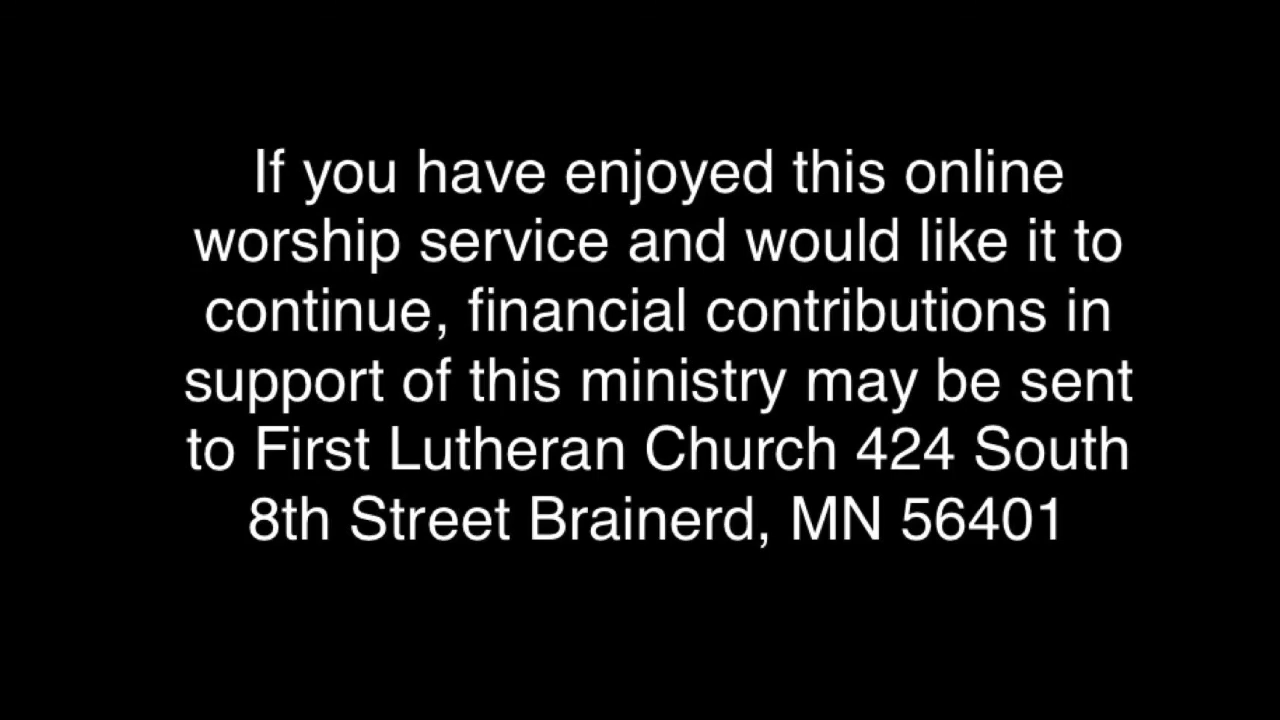 If you have enjoyed this online
worship service and would like it to
continue, financial contributions in
support of this ministry may be sent
to First Lutheran Church 424 South
8th Street Brainerd, MN 56401